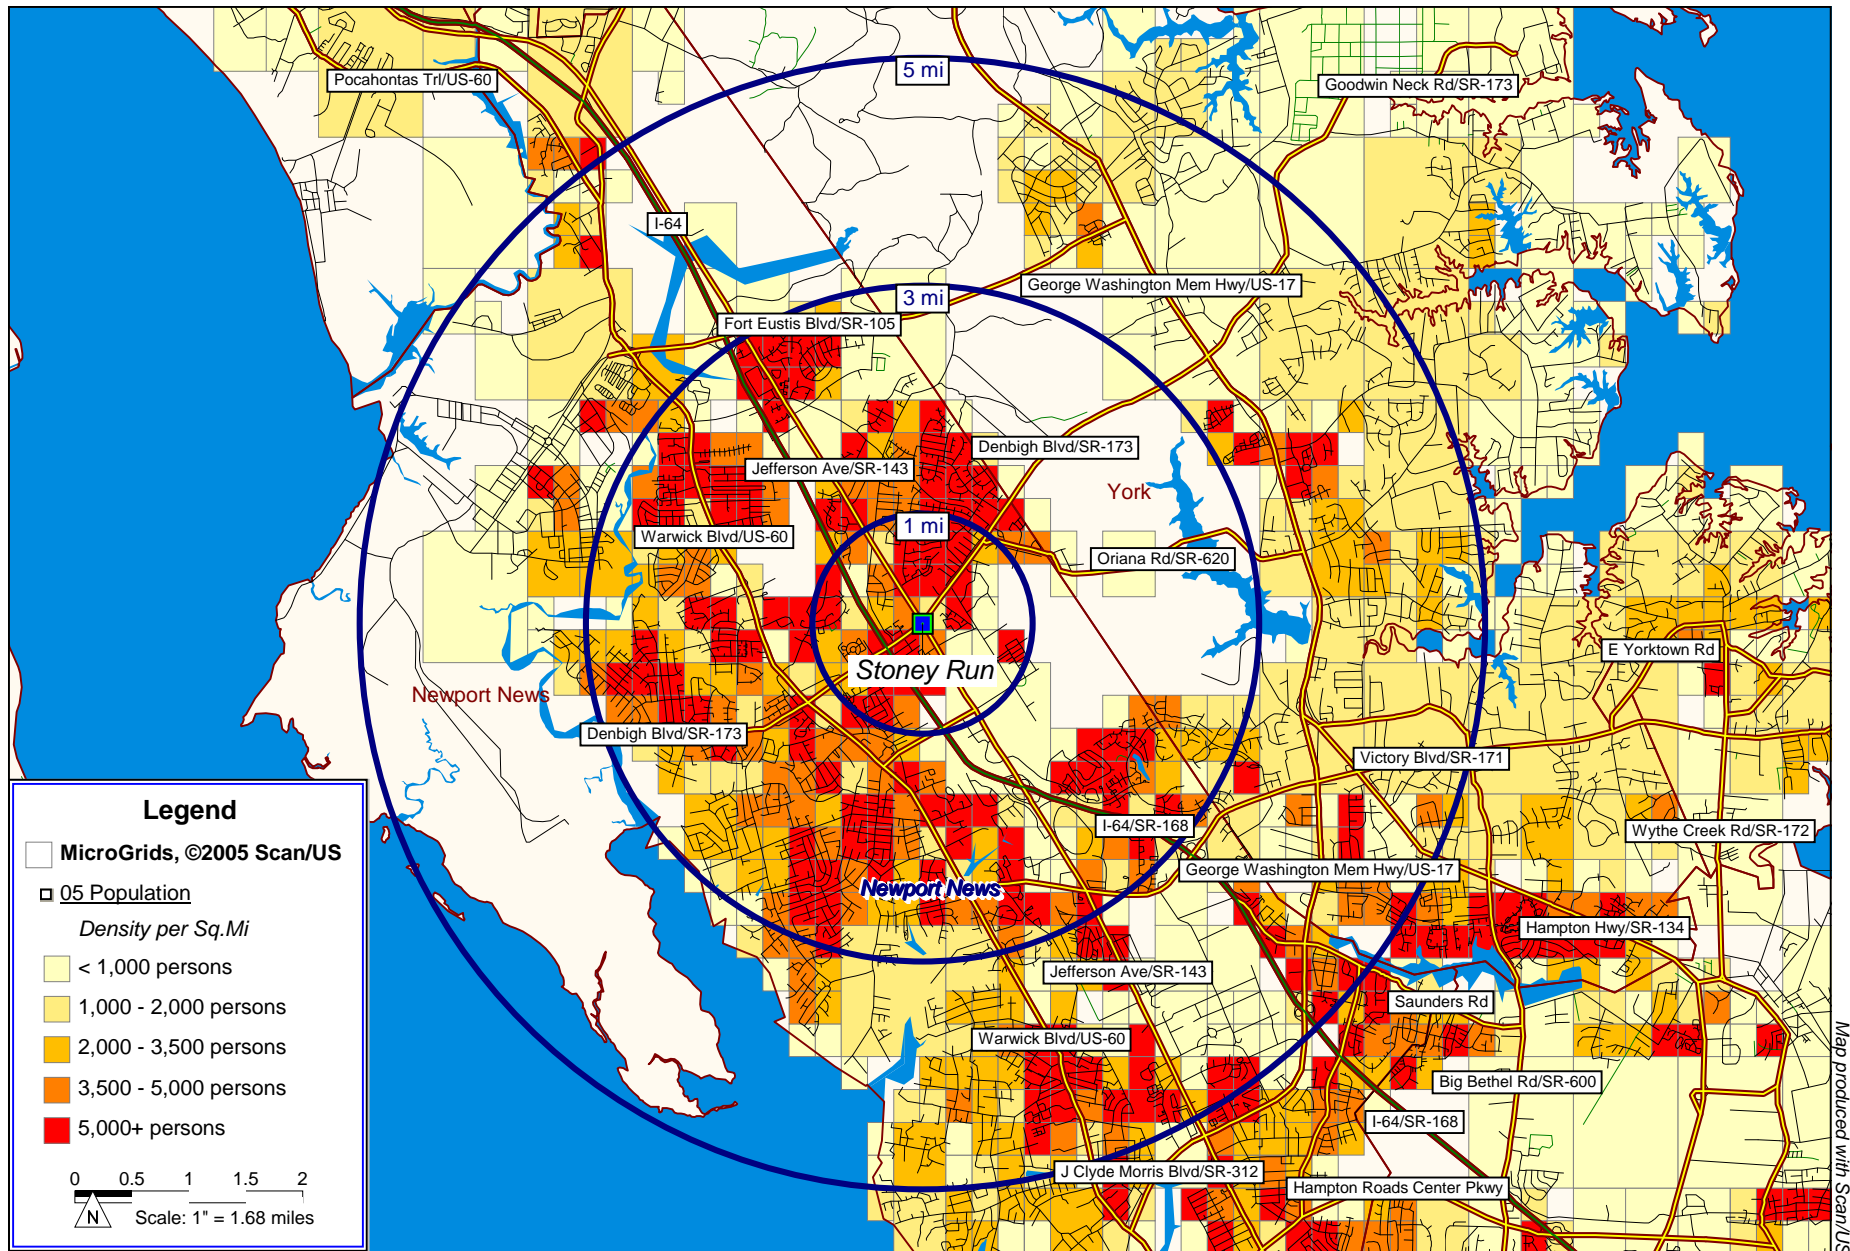 5 mi
Pocahontas Trl/US-60
Goodwin Neck Rd/SR-173
I-64
George Washington Mem Hwy/US-17
3 mi
Fort Eustis Blvd/SR-105
Denbigh Blvd/SR-173
Jefferson Ave/SR-143
York
1 mi
Warwick Blvd/US-60
Oriana Rd/SR-620
E Yorktown Rd
Stoney Run
Newport News
Denbigh Blvd/SR-173
Victory Blvd/SR-171
I-64/SR-168
Wythe Creek Rd/SR-172
George Washington Mem Hwy/US-17
Newport News
Hampton Hwy/SR-134
Jefferson Ave/SR-143
Saunders Rd
Warwick Blvd/US-60
Big Bethel Rd/SR-600
I-64/SR-168
J Clyde Morris Blvd/SR-312
Hampton Roads Center Pkwy
Legend
MicroGrids, ©2005 Scan/US
05 Population
Density per Sq.Mi
< 1,000 persons
1,000 - 2,000 persons
2,000 - 3,500 persons
3,500 - 5,000 persons
5,000+ persons
0 0.5 1 1.5 2
N Scale: 1" = 1.68 miles
Map produced with Scan/US